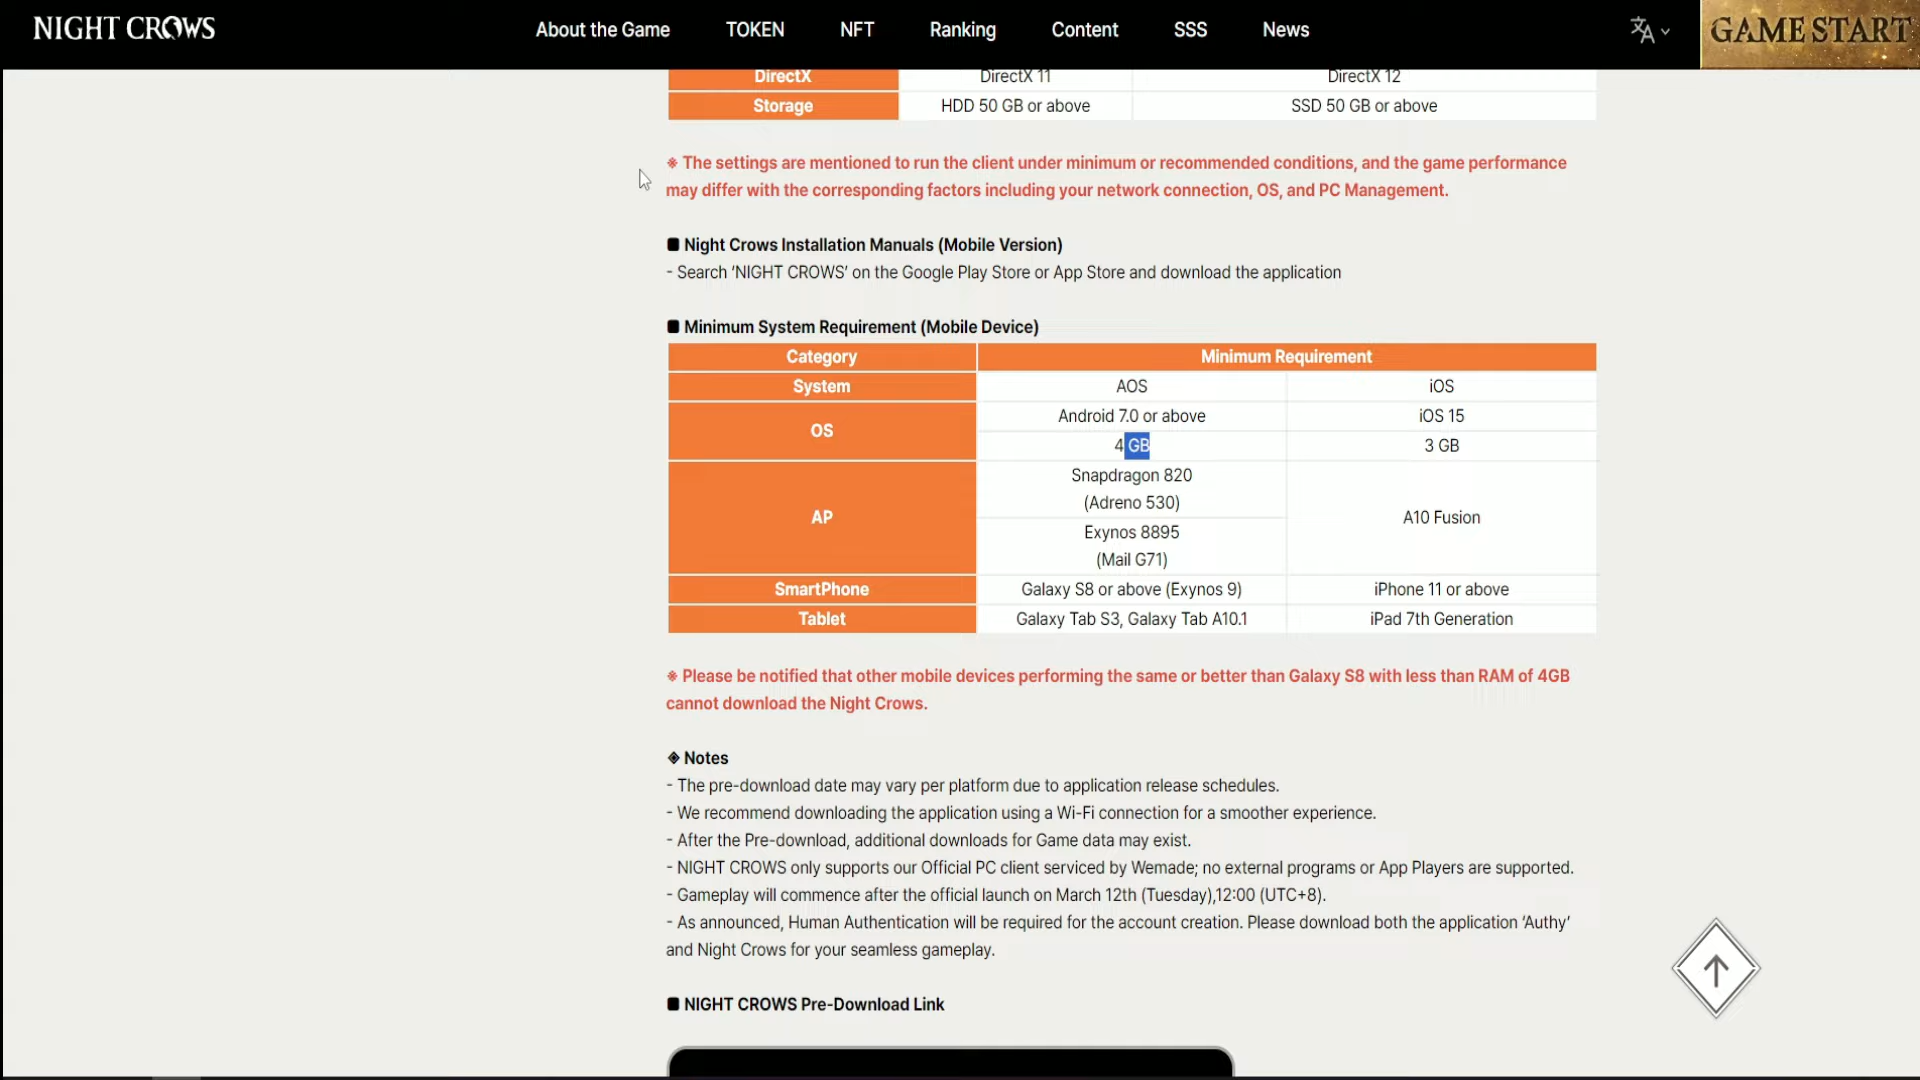 NIGHT CROWS
About the Game TOKEN NFT Ranking Content SSS News
GAME START
DirectX DirectX 11 DirectX 12
Storage HDD 50 GB or above SSD 50 GB or above
※ The settings are mentioned to run the client under minimum or recommended conditions, and the game performance
may differ with the corresponding factors including your network connection, OS, and PC Management.
■ Night Crows Installation Manuals (Mobile Version)
- Search ‘NIGHT CROWS’ on the Google Play Store or App Store and download the application
■ Minimum System Requirement (Mobile Device)
Category Minimum Requirement
System AOS iOS
OS Android 7.0 or above iOS 15
4 GB 3 GB
AP Snapdragon 820
(Adreno 530)
A10 Fusion
Exynos 8895
(Mail G71)
SmartPhone Galaxy S8 or above (Exynos 9) iPhone 11 or above
Tablet Galaxy Tab S3, Galaxy Tab A10.1 iPad 7th Generation
※ Please be notified that other mobile devices performing the same or better than Galaxy S8 with less than RAM of 4GB
cannot download the Night Crows.
◈ Notes
- The pre-download date may vary per platform due to application release schedules.
- We recommend downloading the application using a Wi-Fi connection for a smoother experience.
- After the Pre-download, additional downloads for Game data may exist.
- NIGHT CROWS only supports our Official PC client serviced by Wemade; no external programs or App Players are supported.
- Gameplay will commence after the official launch on March 12th (Tuesday),12:00 (UTC+8).
- As announced, Human Authentication will be required for the account creation. Please download both the application ‘Authy’
and Night Crows for your seamless gameplay.
■ NIGHT CROWS Pre-Download Link